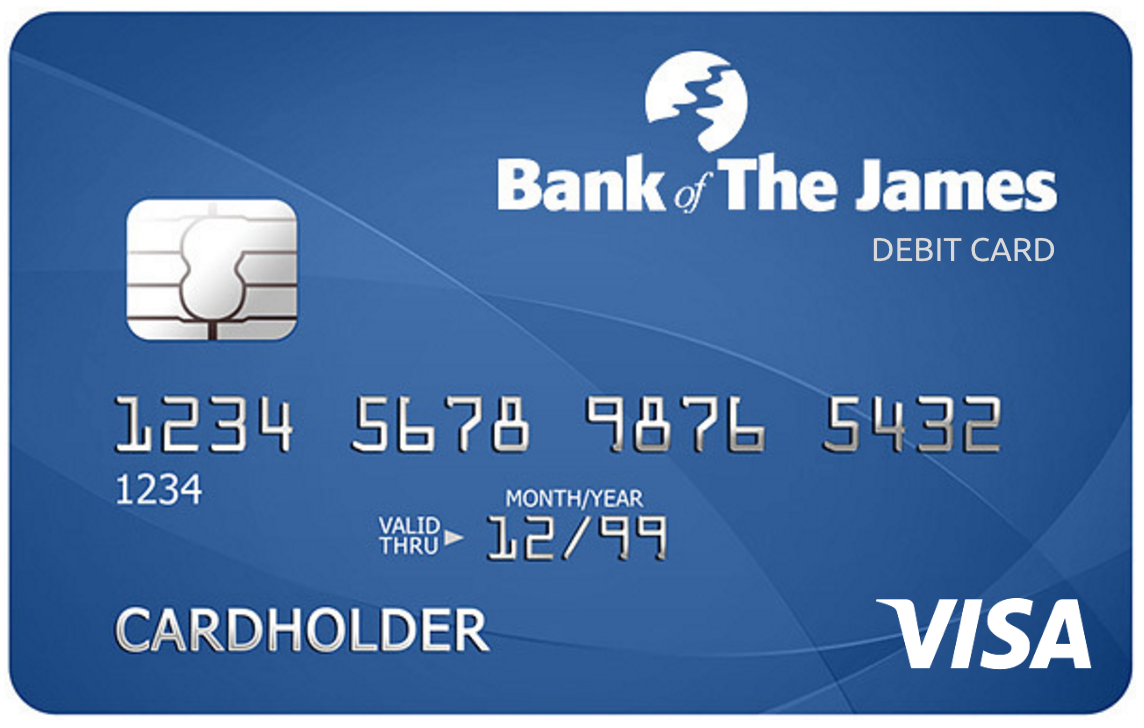 Bank of The James
DEBIT CARD
1234 5678 9876 5432
1234
MONTH/YEAR
VALID
THRU
12/99
CARDHOLDER
VISA